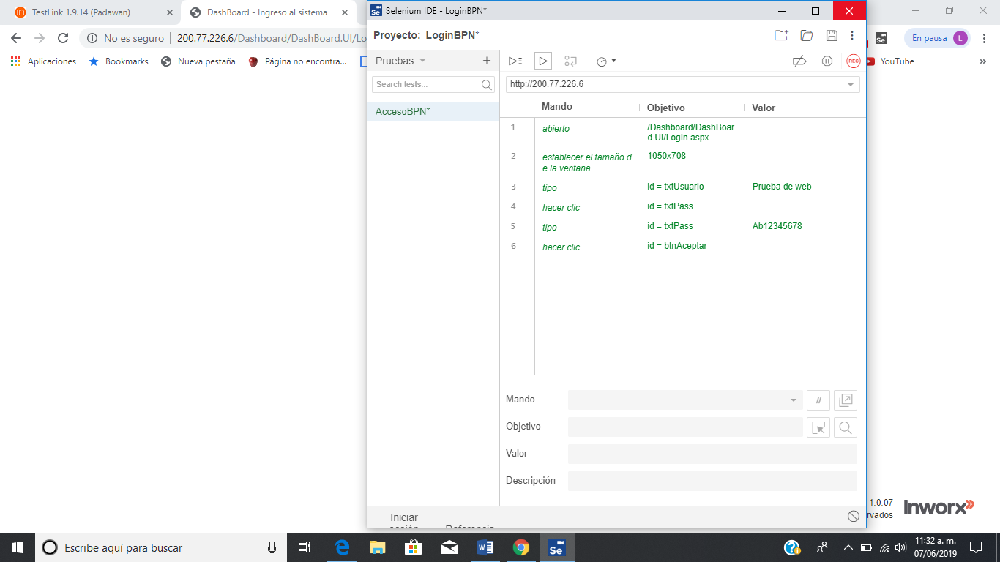 TestLink 1.9.14 (Padawan)
DashBoard - Ingreso al sistema
No es seguro
200.77.226.6/Dashboard/DashBoard.UI/Lo
En pausa
L
Aplicaciones
Bookmarks
Nueva pestaña
Página no encontra...
YouTube
»
Selenium IDE - LoginBPN*
Proyecto: LoginBPN*
Pruebas
Search tests...
AccesoBPN*
REC
http://200.77.226.6
Mando Objetivo Valor
1 abierto /Dashboard/DashBoar
d.UI/LogIn.aspx
2 establecer el tamaño d 1050x708
e la ventana
3 tipo id = txtUsuario Prueba de web
4 hacer clic id = txtPass
5 tipo id = txtPass Ab12345678
6 hacer clic id = btnAceptar
Mando
//
Objetivo
Valor
Descripción
Iniciar
1.0.07
rvados
Inworx
Escribe aquí para buscar
11:32 a. m.
07/06/2019